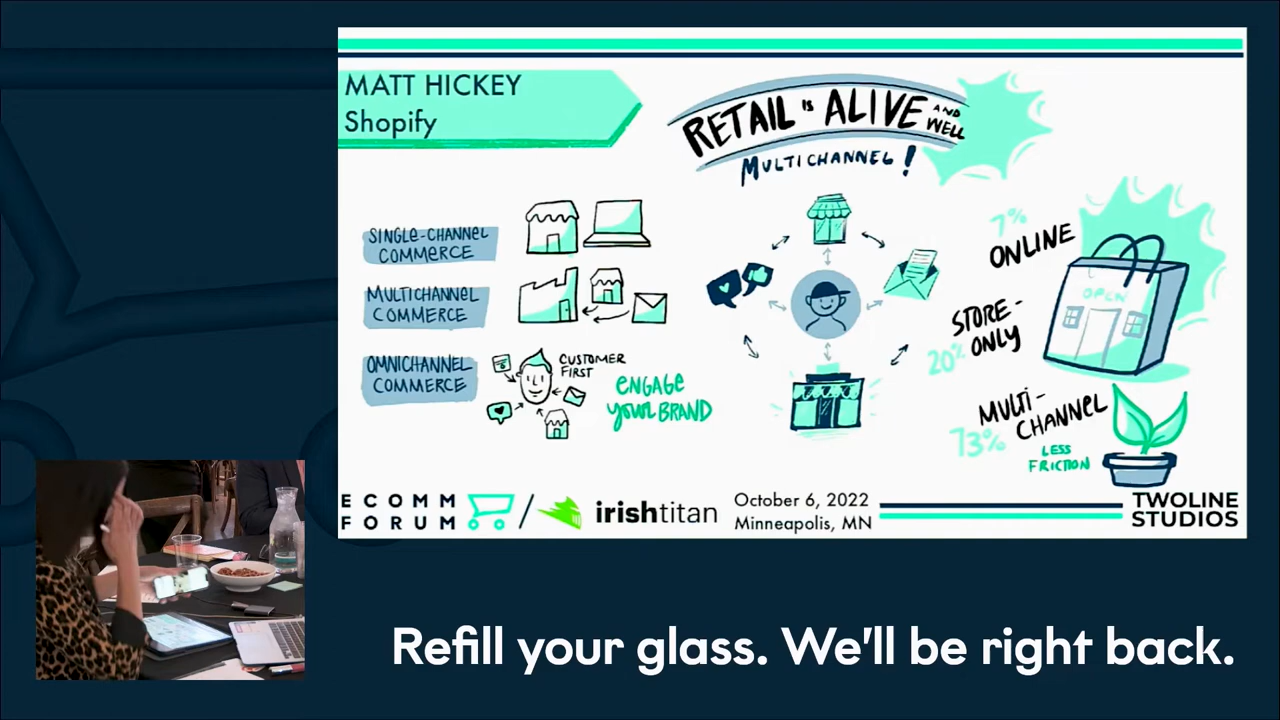 MATT HICKEY
Shopify
RETAIL IS ALIVE AND WELL
MULTICHANNEL!
SINGLE-CHANNEL
COMMERCE
MULTICHANNEL
COMMERCE
OMNICHANNEL
COMMERCE
CUSTOMER
FIRST
ENGAGE
YOUR BRAND
7%
ONLINE
OPEN
STORE-
20% ONLY
MULTI-
CHANNEL
73%
LESS
FRICTION
ECOMM
FORUM
/ irishtitan
October 6, 2022
Minneapolis, MN
TWOLINE
STUDIOS
Refill your glass. We'll be right back.